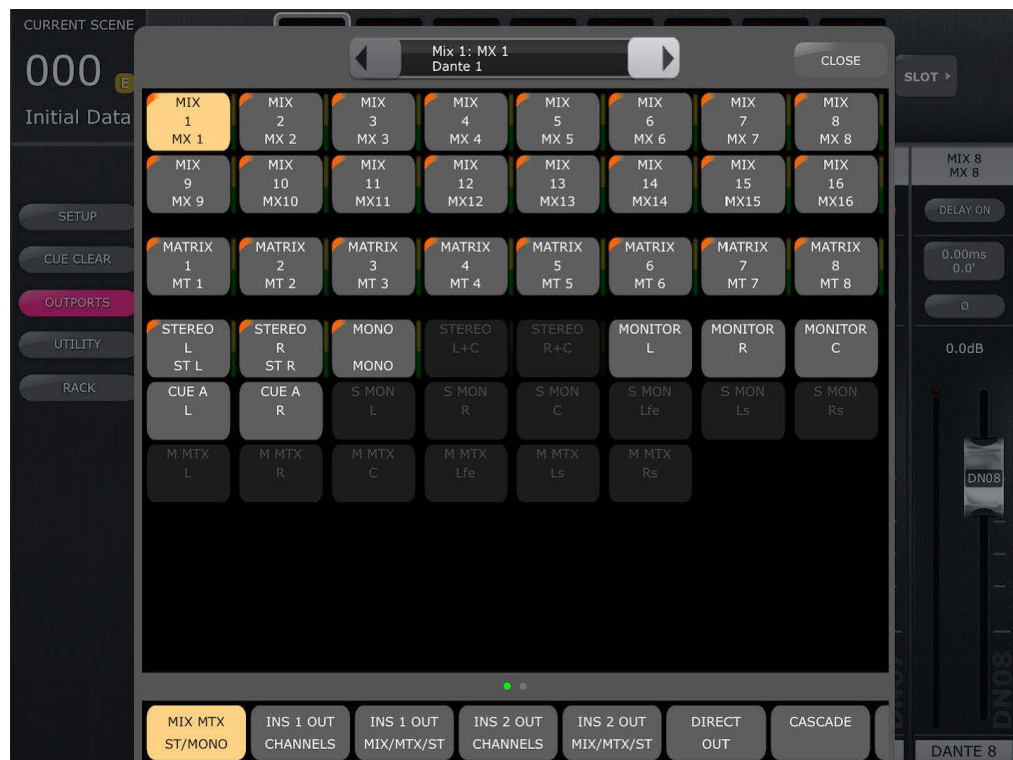 CURRENT SCENE
000 E
Initial Data
Mix 1: MX 1
Dante 1
CLOSE
SLOT
MIX 1 MX 1
MIX 2 MX 2
MIX 3 MX 3
MIX 4 MX 4
MIX 5 MX 5
MIX 6 MX 6
MIX 7 MX 7
MIX 8 MX 8
MIX 9 MX 9
MIX 10 MX10
MIX 11 MX11
MIX 12 MX12
MIX 13 MX13
MIX 14 MX14
MIX 15 MX15
MIX 16 MX16
MATRIX 1 MT 1
MATRIX 2 MT 2
MATRIX 3 MT 3
MATRIX 4 MT 4
MATRIX 5 MT 5
MATRIX 6 MT 6
MATRIX 7 MT 7
MATRIX 8 MT 8
STEREO L ST L
STEREO R ST R
MONO MONO
STEREO L+C
STEREO R+C
MONITOR L
MONITOR R
MONITOR C
CUE A L
CUE A R
S MON L
S MON R
S MON C
S MON Lfe
S MON Ls
S MON Rs
M MTX L
M MTX R
M MTX C
M MTX Lfe
M MTX Ls
M MTX Rs
SETUP
CUE CLEAR
OUTPORTS
UTILITY
RACK
MIX 8
MX 8
DELAY ON
0.00ms
0.0'
Ø
0.0dB
DN08
DN07
DN08
DANTE 8
MIX MTX ST/MONO
INS 1 OUT CHANNELS
INS 1 OUT MIX/MTX/ST
INS 2 OUT CHANNELS
INS 2 OUT MIX/MTX/ST
DIRECT OUT
CASCADE